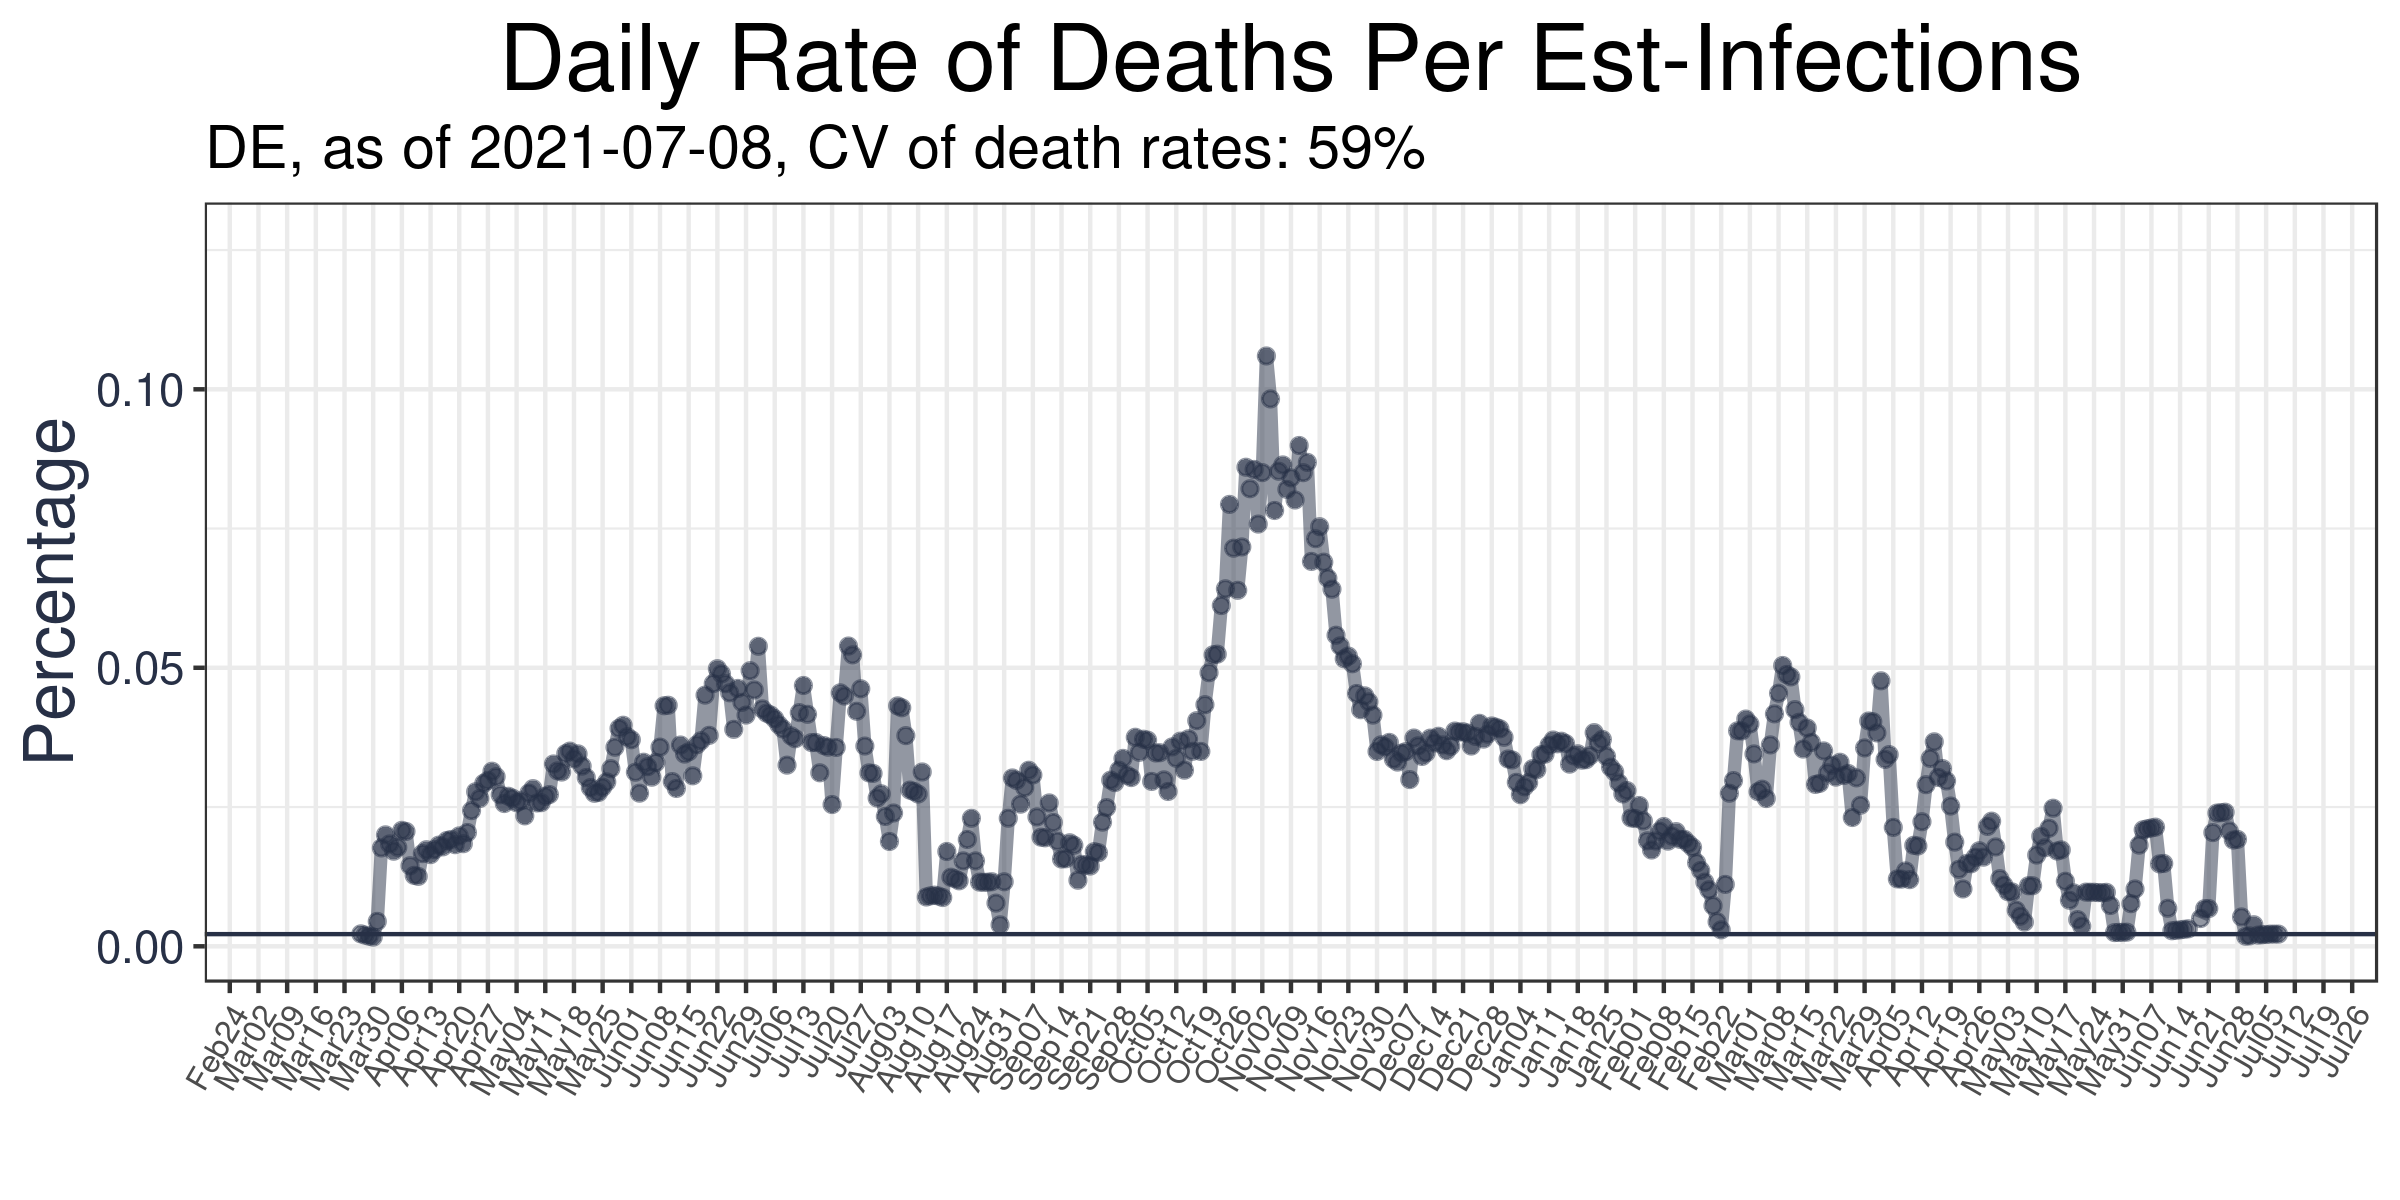 Daily Rate of Deaths Per Est-Infections
DE, as of 2021-07-08, CV of death rates: 59%
Percentage
0.10
0.05
0.00
Feb24
Mar02
Mar09
Mar16
Mar23
Mar30
Apr06
Apr13
Apr20
Apr27
May04
May11
May18
May25
Jun01
Jun08
Jun15
Jun22
Jun29
Jul06
Jul13
Jul20
Jul27
Aug03
Aug10
Aug17
Aug24
Aug31
Sep07
Sep14
Sep21
Sep28
Oct05
Oct12
Oct19
Oct26
Nov02
Nov09
Nov16
Nov23
Nov30
Dec07
Dec14
Dec21
Dec28
Jan04
Jan11
Jan18
Jan25
Feb01
Feb08
Feb15
Feb22
Mar01
Mar08
Mar15
Mar22
Mar29
Apr05
Apr12
Apr19
Apr26
May03
May10
May17
May24
May31
Jun07
Jun14
Jun21
Jun28
Jul05
Jul12
Jul19
Jul26